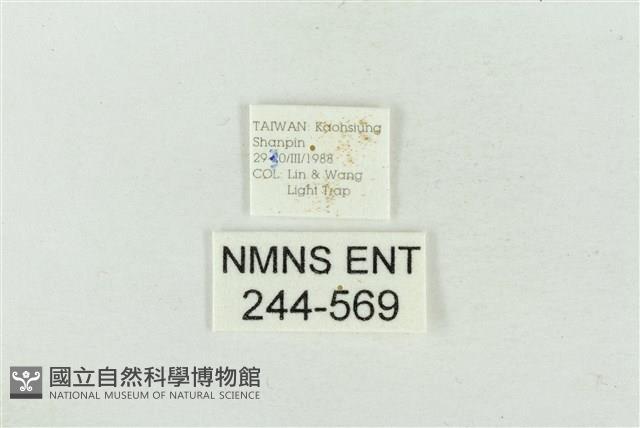 TAIWAN: Kaohsiung
Shanpin
29-30/III/1988
COL: Lin & Wang
Light Trap
NMNS ENT
244-569
國立自然科學博物館
NATIONAL MUSEUM OF NATURAL SCIENCE